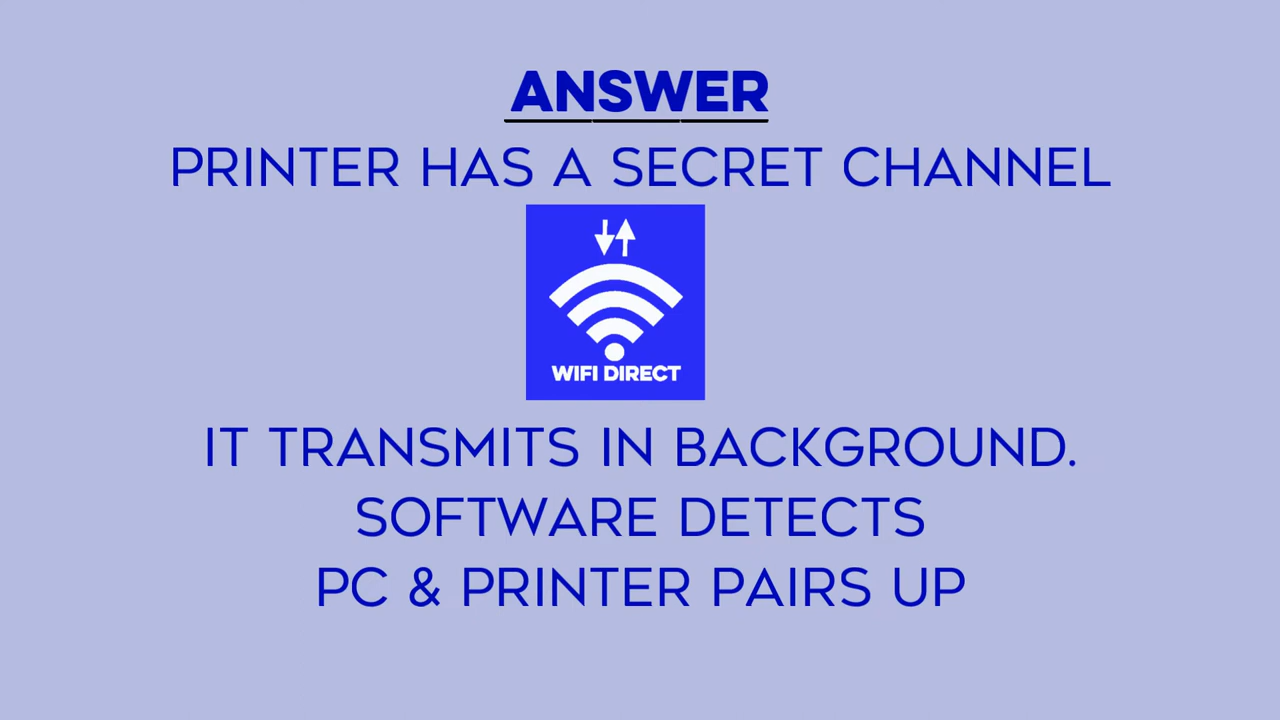 ANSWER
PRINTER HAS A SECRET CHANNEL
WIFI DIRECT
IT TRANSMITS IN BACKGROUND.
SOFTWARE DETECTS
PC & PRINTER PAIRS UP